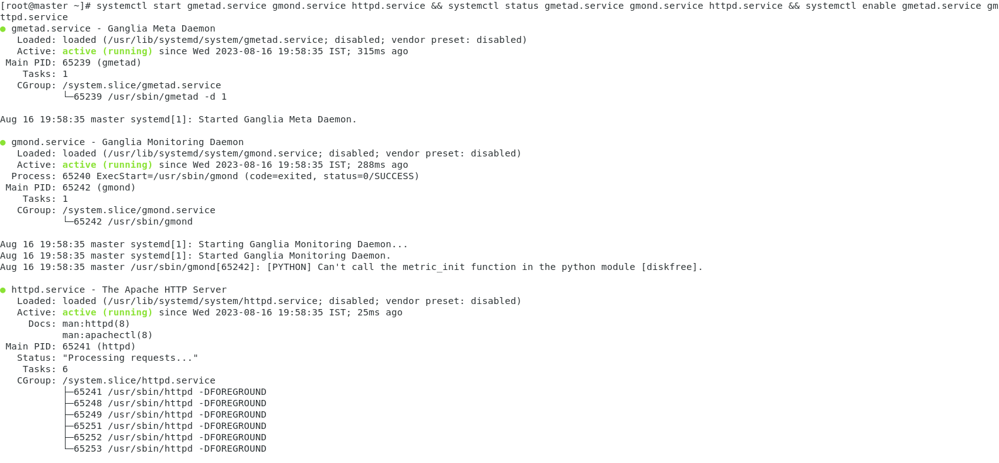 [root@master ~]# systemctl start gmetad.service gmond.service httpd.service && systemctl status gmetad.service gmond.service httpd.service && systemctl enable gmetad.service gm
ttpd.service
● gmetad.service - Ganglia Meta Daemon
   Loaded: loaded (/usr/lib/systemd/system/gmetad.service; disabled; vendor preset: disabled)
   Active: active (running) since Wed 2023-08-16 19:58:35 IST; 315ms ago
 Main PID: 65239 (gmetad)
    Tasks: 1
   CGroup: /system.slice/gmetad.service
           └─65239 /usr/sbin/gmetad -d 1

Aug 16 19:58:35 master systemd[1]: Started Ganglia Meta Daemon.

● gmond.service - Ganglia Monitoring Daemon
   Loaded: loaded (/usr/lib/systemd/system/gmond.service; disabled; vendor preset: disabled)
   Active: active (running) since Wed 2023-08-16 19:58:35 IST; 288ms ago
  Process: 65240 ExecStart=/usr/sbin/gmond (code=exited, status=0/SUCCESS)
 Main PID: 65242 (gmond)
    Tasks: 1
   CGroup: /system.slice/gmond.service
           └─65242 /usr/sbin/gmond

Aug 16 19:58:35 master systemd[1]: Starting Ganglia Monitoring Daemon...
Aug 16 19:58:35 master systemd[1]: Started Ganglia Monitoring Daemon.
Aug 16 19:58:35 master /usr/sbin/gmond[65242]: [PYTHON] Can't call the metric_init function in the python module [diskfree].

● httpd.service - The Apache HTTP Server
   Loaded: loaded (/usr/lib/systemd/system/httpd.service; disabled; vendor preset: disabled)
   Active: active (running) since Wed 2023-08-16 19:58:35 IST; 25ms ago
     Docs: man:httpd(8)
           man:apachectl(8)
 Main PID: 65241 (httpd)
   Status: "Processing requests..."
    Tasks: 6
   CGroup: /system.slice/httpd.service
           ├─65241 /usr/sbin/httpd -DFOREGROUND
           ├─65248 /usr/sbin/httpd -DFOREGROUND
           ├─65249 /usr/sbin/httpd -DFOREGROUND
           ├─65251 /usr/sbin/httpd -DFOREGROUND
           ├─65252 /usr/sbin/httpd -DFOREGROUND
           └─65253 /usr/sbin/httpd -DFOREGROUND